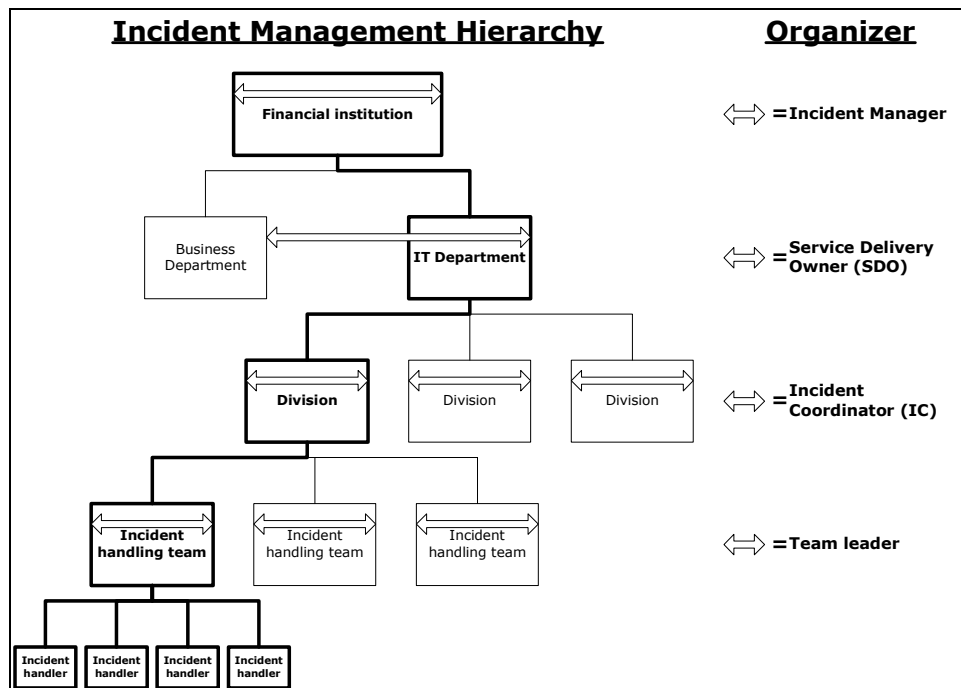 Incident Management Hierarchy
Organizer
Financial institution
=Incident Manager
Business
Department
IT Department
=Service Delivery
Owner (SDO)
Division
Division
Division
=Incident
Coordinator (IC)
Incident
handling team
Incident
handling team
Incident
handling team
=Team leader
Incident
handler
Incident
handler
Incident
handler
Incident
handler